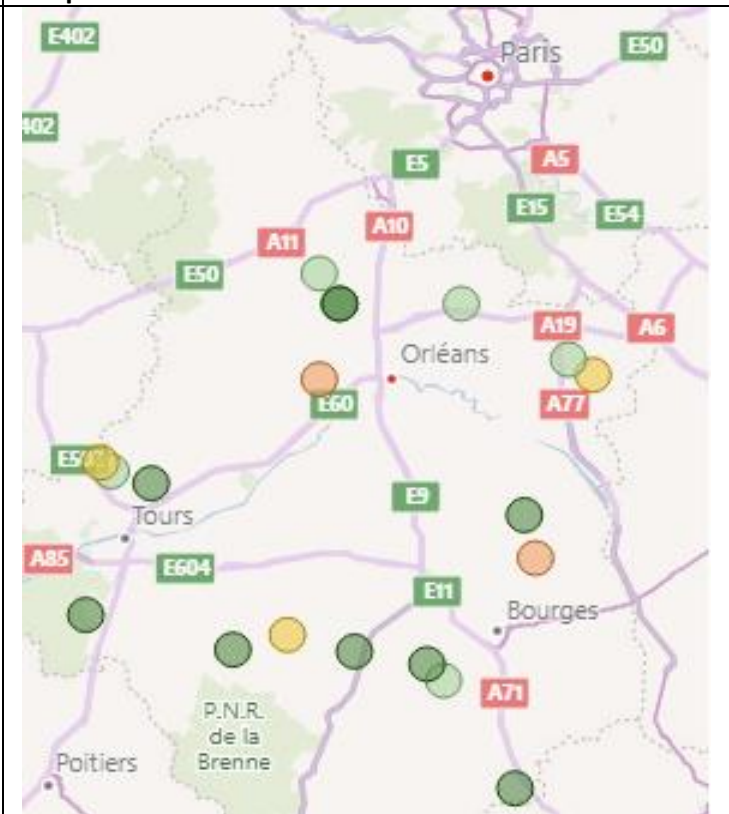 E402
Paris
E50
402
E5
A5
E15
E54
A10
A11
E50
A19
A6
Orléans
E60
A77
Tours
E9
A85
E604
E11
Bourges
A71
P.N.R.
de la
Brenne
Poitiers